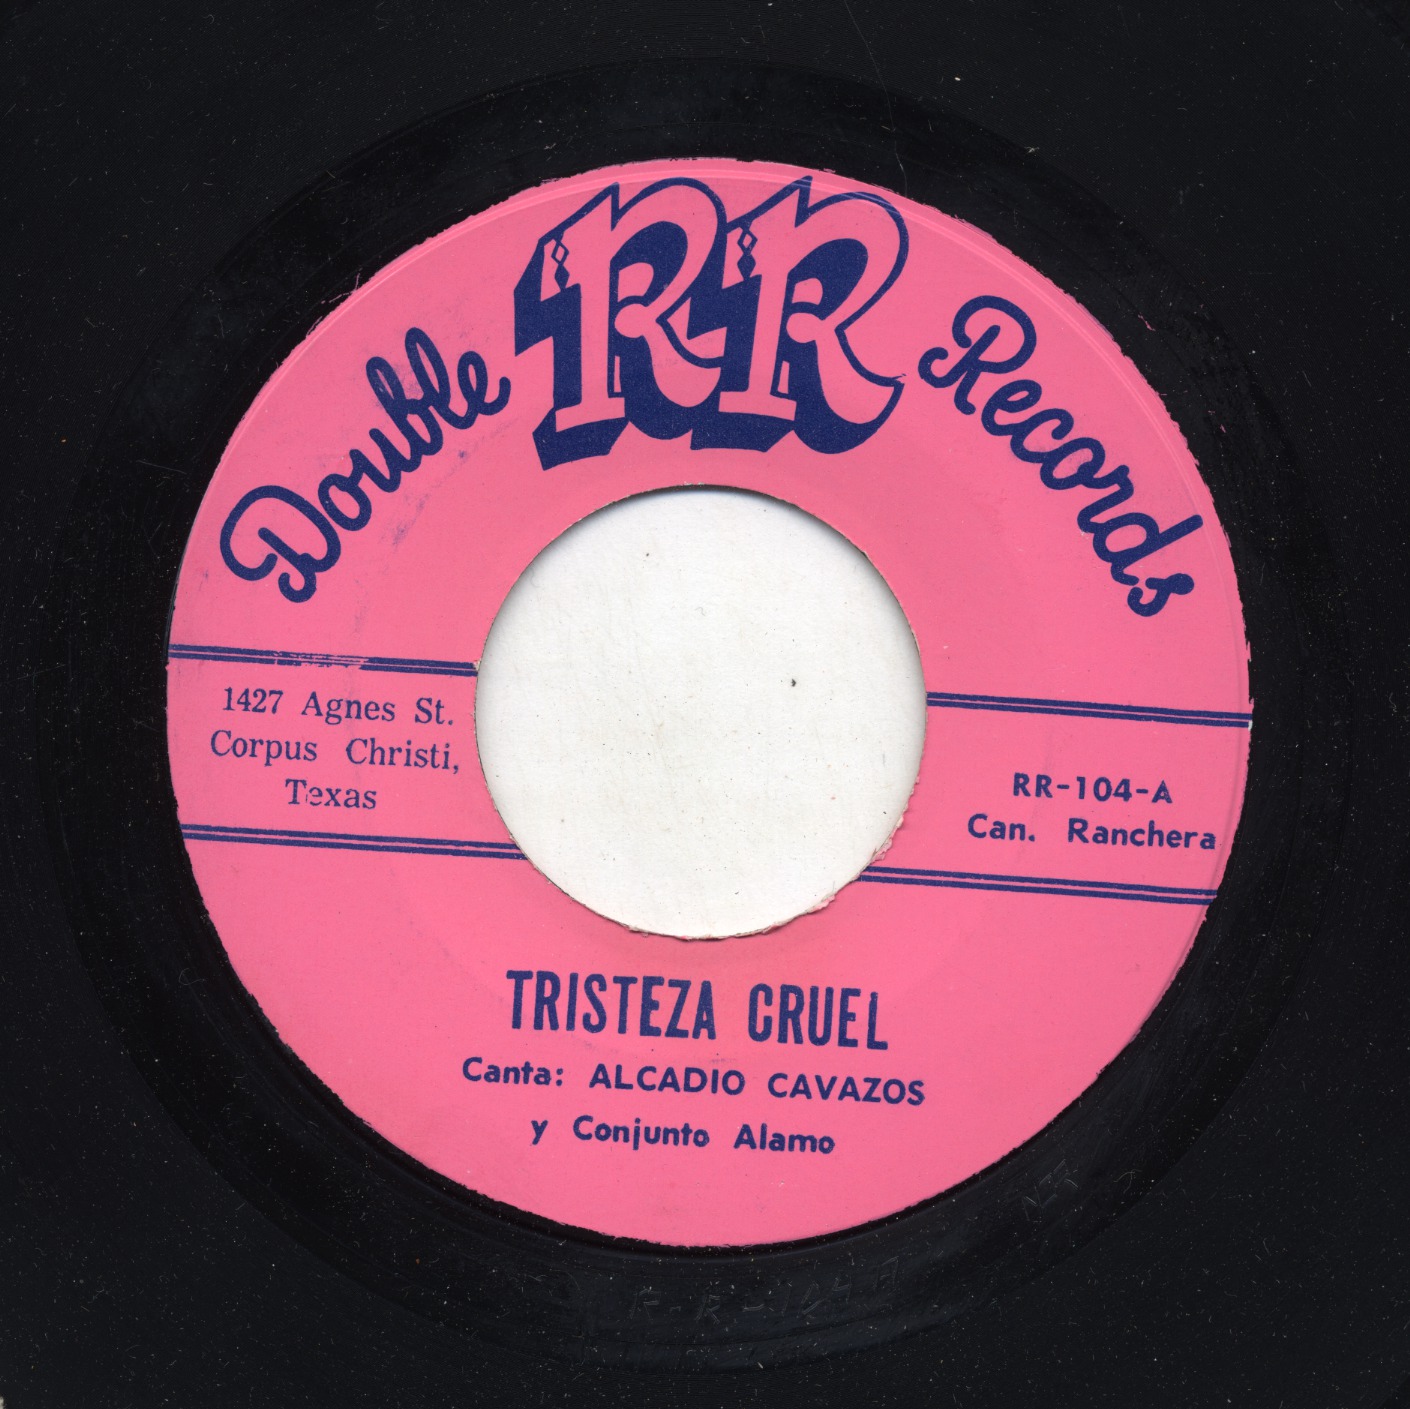 Double RR Records
1427 Agnes St.
Corpus Christi,
Texas
RR-104-A
Can. Ranchera
TRISTEZA CRUEL
Canta: ALCADIO CAVAZOS
y Conjunto Alamo